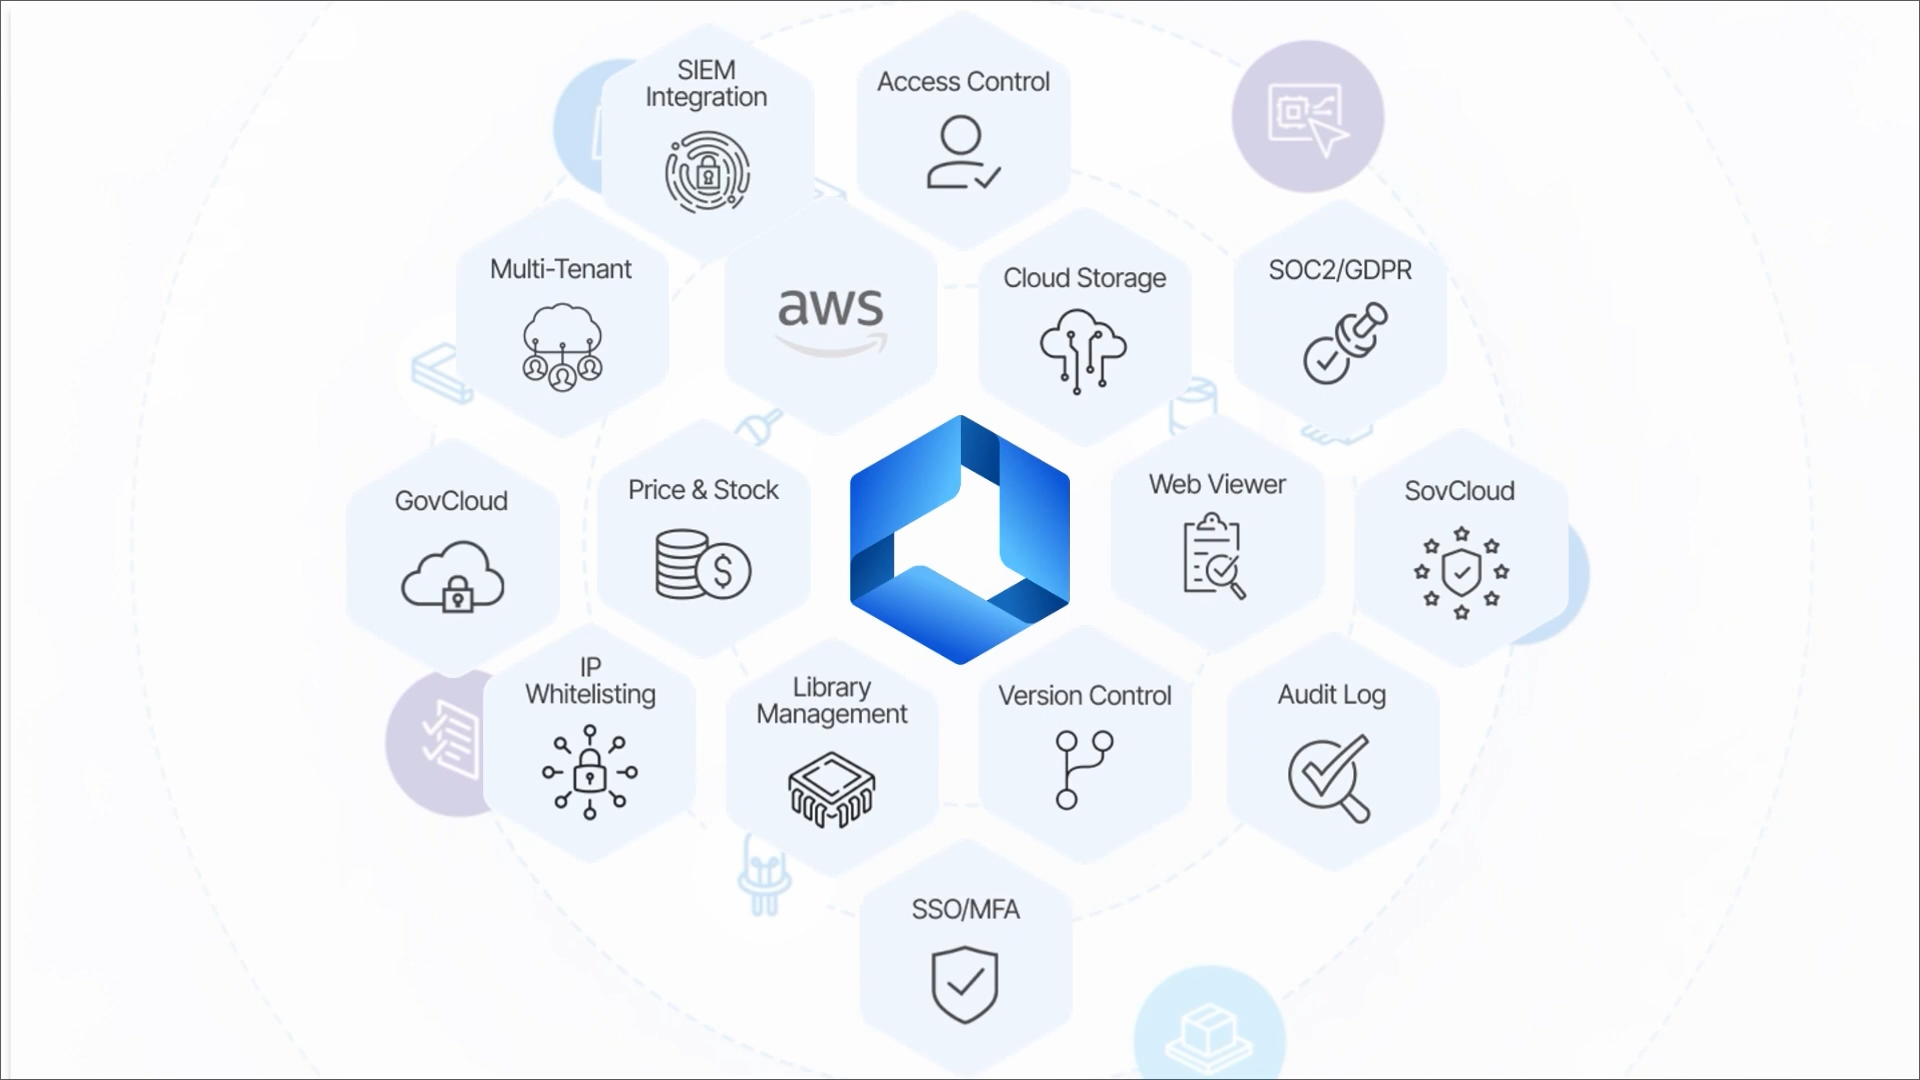 SIEM
Integration
Access Control
Multi-Tenant
aws
Cloud Storage
SOC2/GDPR
GovCloud
Price & Stock
Web Viewer
SovCloud
IP
Whitelisting
Library
Management
Version Control
Audit Log
SSO/MFA